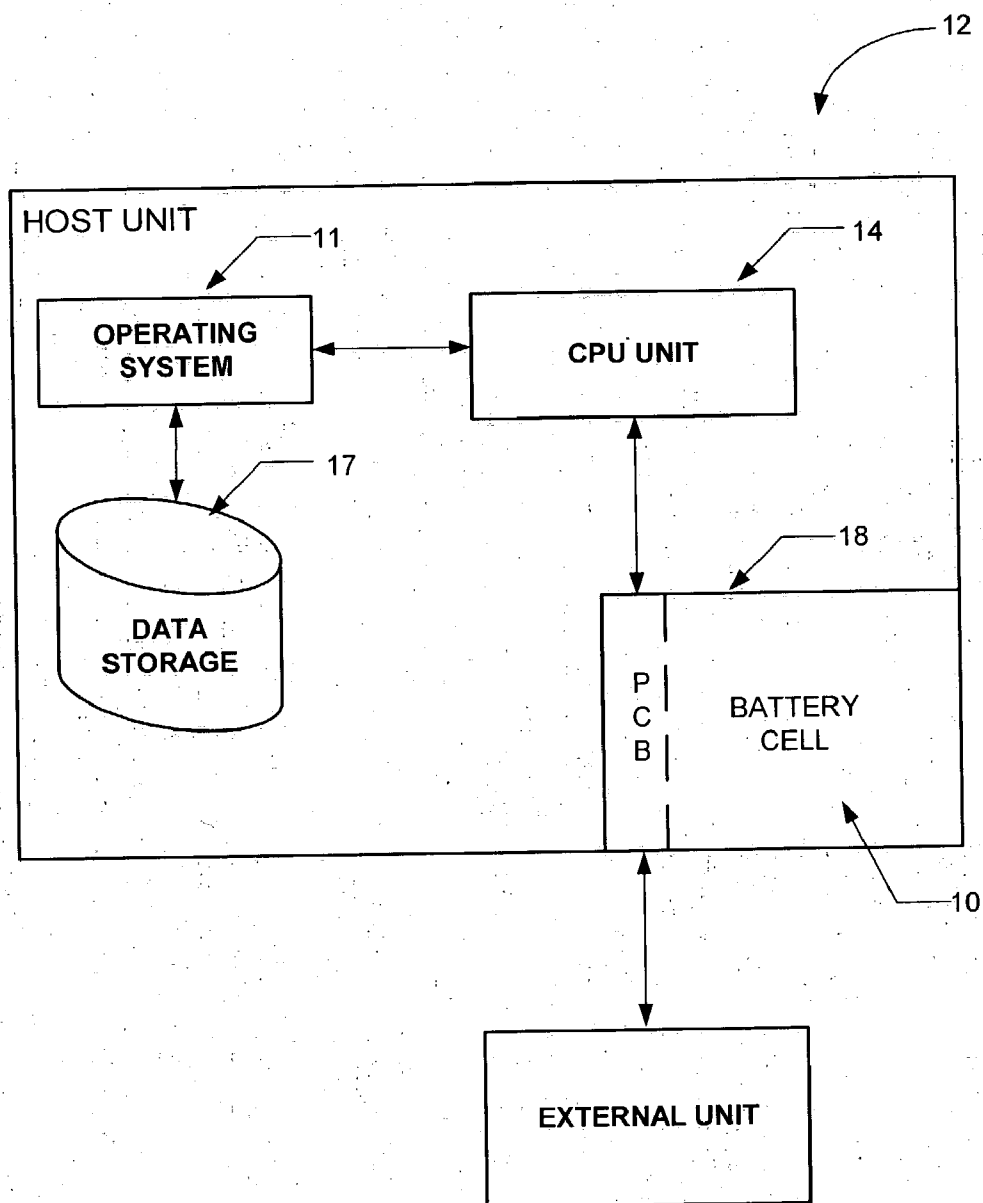 12
HOST UNIT
11
14
OPERATING
SYSTEM
CPU UNIT
17
18
DATA
STORAGE
P
C
B
BATTERY
CELL
10
EXTERNAL UNIT